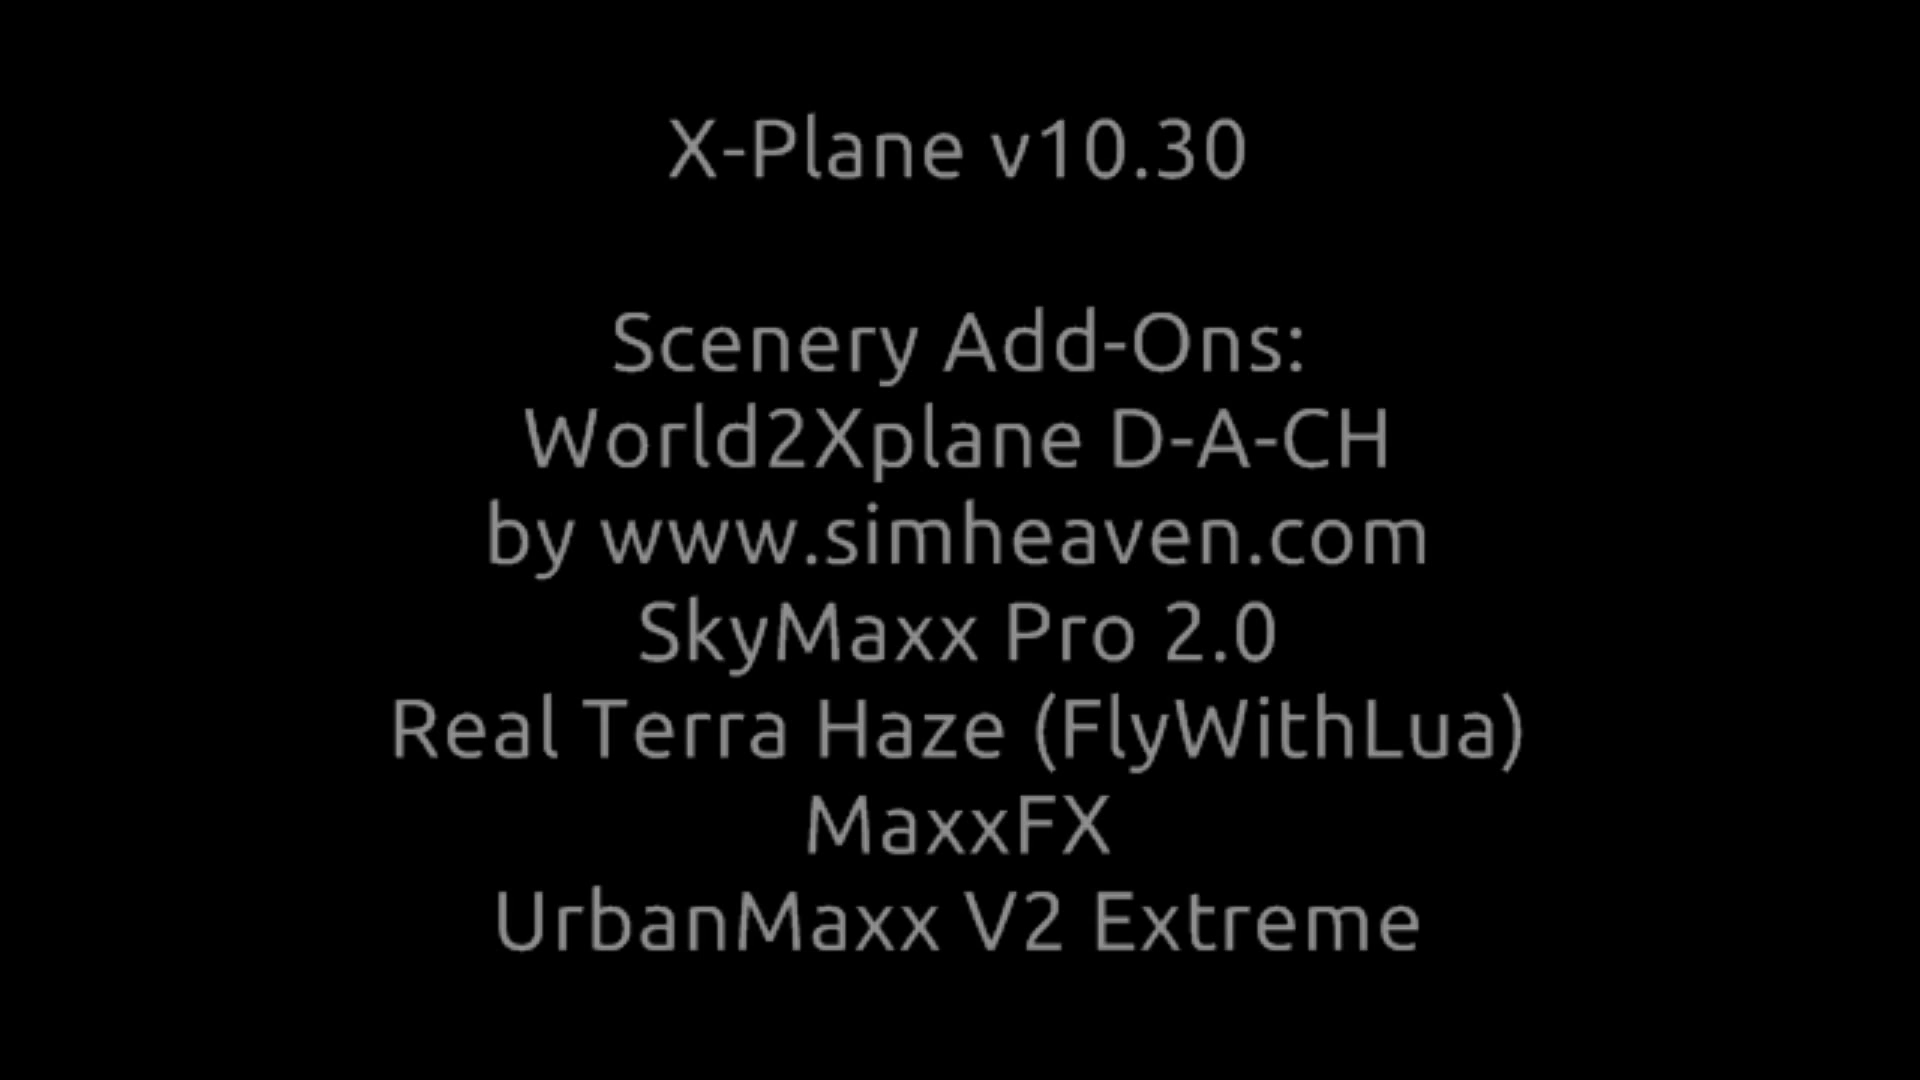 X-Plane v10.30
Scenery Add-Ons:
World2Xplane D-A-CH
by www.simheaven.com
SkyMaxx Pro 2.0
Real Terra Haze (FlyWithLua)
MaxxFX
UrbanMaxx V2 Extreme